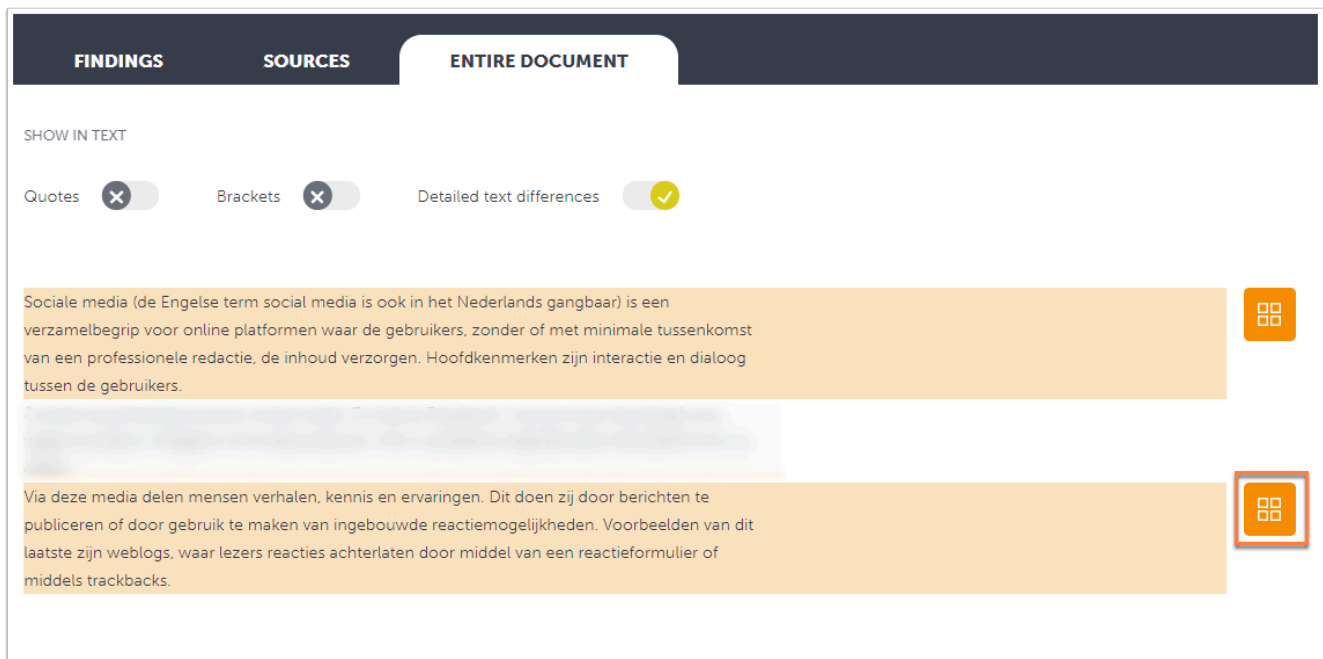 FINDINGS SOURCES ENTIRE DOCUMENT
SHOW IN TEXT
Quotes Brackets Detailed text differences
Sociale media (de Engelse term social media is ook in het Nederlands gangbaar) is een
verzamelbegrip voor online platformen waar de gebruikers, zonder of met minimale tussenkomst
van een professionele redactie, de inhoud verzorgen. Hoofdkenmerken zijn interactie en dialoog
tussen de gebruikers.
Via deze media delen mensen verhalen, kennis en ervaringen. Dit doen zij door berichten te
publiceren of door gebruik te maken van ingebouwde reactiemogelijkheden. Voorbeelden van dit
laatste zijn weblogs, waar lezers reacties achterlaten door middel van een reactieformulier of
middels trackbacks.